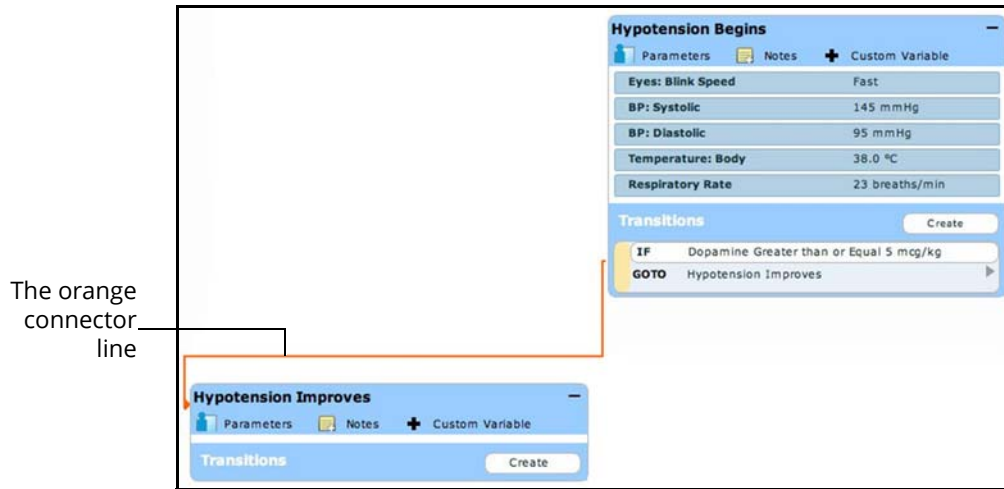 Hypotension Begins
Parameters Notes Custom Variable
Eyes: Blink Speed Fast
BP: Systolic 145 mmHg
BP: Diastolic 95 mmHg
Temperature: Body 38.0 °C
Respiratory Rate 23 breaths/min
Transitions Create
IF Dopamine Greater than or Equal 5 mcg/kg
GOTO Hypotension Improves
The orange
connector
line
Hypotension Improves
Parameters Notes Custom Variable
Transitions Create